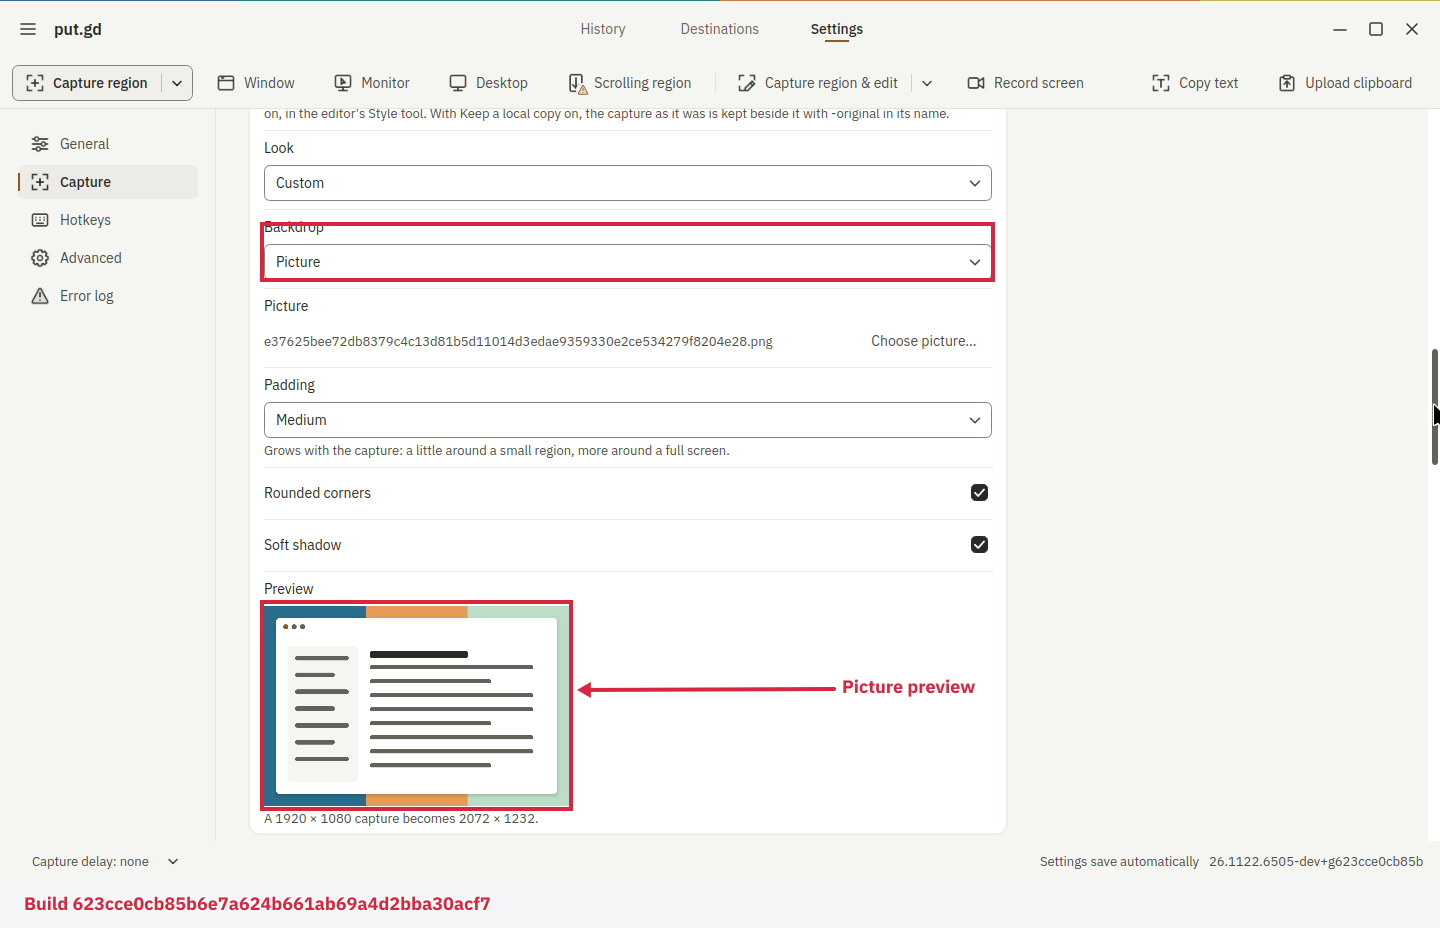 put.gd
History
Destinations
Settings
Capture region
Window
Monitor
Desktop
Scrolling region
Capture region & edit
Record screen
Copy text
Upload clipboard
General
Capture
Hotkeys
Advanced
Error log
on, in the editor's Style tool. With Keep a local copy on, the capture as it was is kept beside it with -original in its name.
Look
Custom
Backdrop
Picture
Picture
e37625bee72db8379c4c13d81b5d11014d3edae9359330e2ce534279f8204e28.png
Choose picture...
Padding
Medium
Grows with the capture: a little around a small region, more around a full screen.
Rounded corners
Soft shadow
Preview
Picture preview
A 1920 × 1080 capture becomes 2072 × 1232.
Capture delay: none
Settings save automatically
26.1122.6505-dev+g623cce0cb85b
Build 623cce0cb85b6e7a624b661ab69a4d2bba30acf7